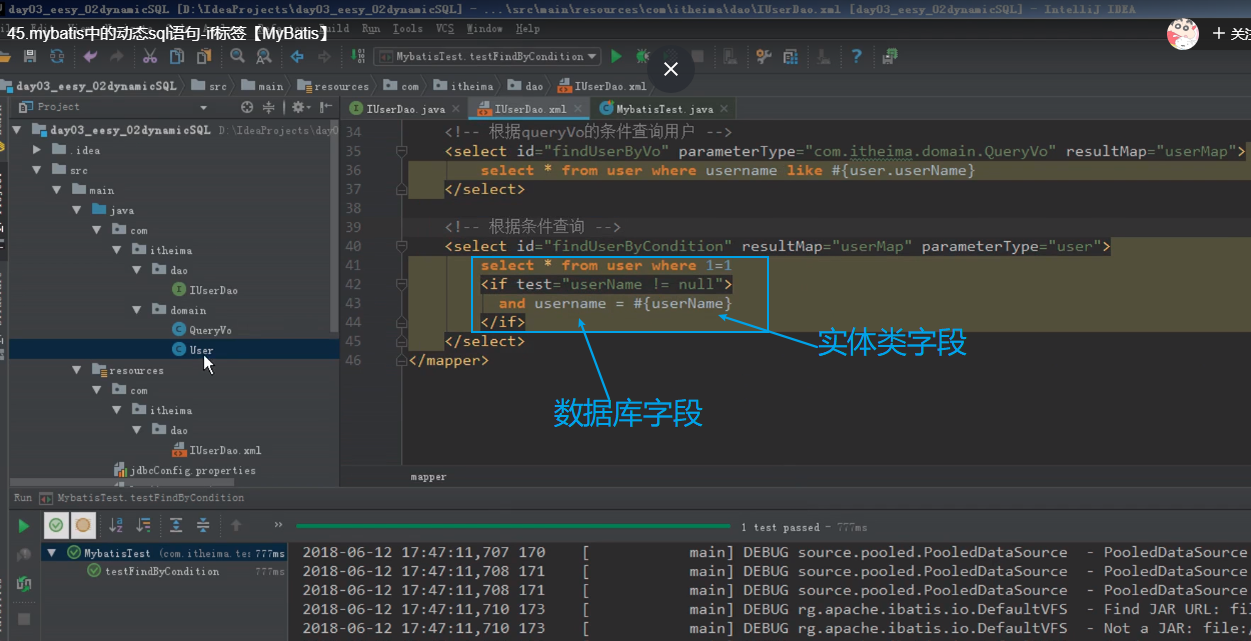 day03_eesy_02dynamicSQL [D:\IdeaProjects\day03_eesy_02dynamicSQL] - ...\src\main\resources\com\itheima\dao\IUserDao.xml [day03_eesy_02dynamicSQL] - IntelliJ IDEA
45.mybatis中的动态sql语句-if标签【MyBatis】
Run Tools VCS Window Help
+ 关注
MybatisTest.testFindByCondition
day03_eesy_02dynamicSQL src main resources com itheima dao IUserDao.xml
Project
IUserDao.java × IUserDao.xml × MybatisTest.java ×
day03_eesy_02dynamicSQL D:\IdeaProjects\day0
.idea
src
main
java
com
itheima
dao
IUserDao
domain
QueryVo
User
resources
com
itheima
dao
IUserDao.xml
jdbcConfig.properties
34 <!-- 根据queryVo的条件查询用户 -->
35 <select id="findUserByVo" parameterType="com.itheima.domain.QueryVo" resultMap="userMap">
36 select * from user where username like #{user.userName}
37 </select>
38
39 <!-- 根据条件查询 -->
40 <select id="findUserByCondition" resultMap="userMap" parameterType="user">
41 select * from user where 1=1
42 <if test="userName != null">
43 and username = #{userName}
44 </if>
45 </select>
46 </mapper>
实体类字段
数据库字段
mapper
Run MybatisTest.testFindByCondition
1 test passed - 777ms
MybatisTest (com.itheima.te: 777ms
testFindByCondition 777ms
2018-06-12 17:47:11,707 170 [ main] DEBUG source.pooled.PooledDataSource - PooledDataSource
2018-06-12 17:47:11,708 171 [ main] DEBUG source.pooled.PooledDataSource - PooledDataSource
2018-06-12 17:47:11,708 171 [ main] DEBUG source.pooled.PooledDataSource - PooledDataSource
2018-06-12 17:47:11,710 173 [ main] DEBUG rg.apache.ibatis.io.DefaultVFS - Find JAR URL: fil
2018-06-12 17:47:11,710 173 [ main] DEBUG rg.apache.ibatis.io.DefaultVFS - Not a JAR: file:/